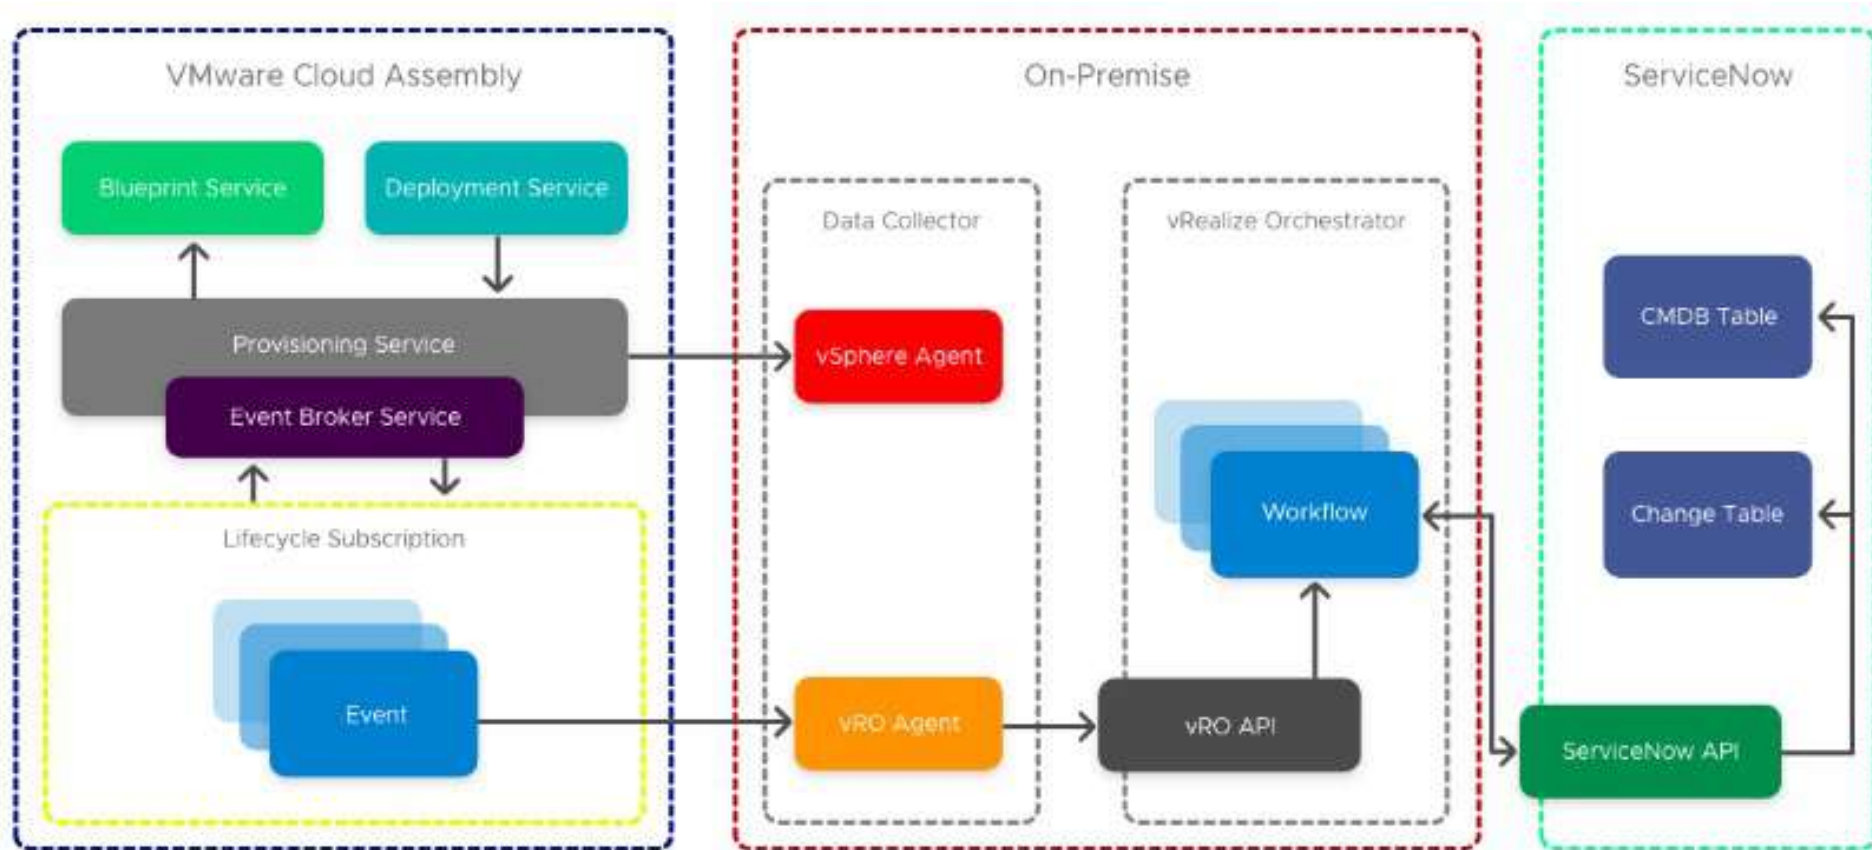 VMware Cloud Assembly
Blueprint Service
Deployment Service
Provisioning Service
Event Broker Service
Lifecycle Subscription
Event
On-Premise
Data Collector
vSphere Agent
vRO Agent
vRealize Orchestrator
Workflow
vRO API
ServiceNow
CMDB Table
Change Table
ServiceNow API